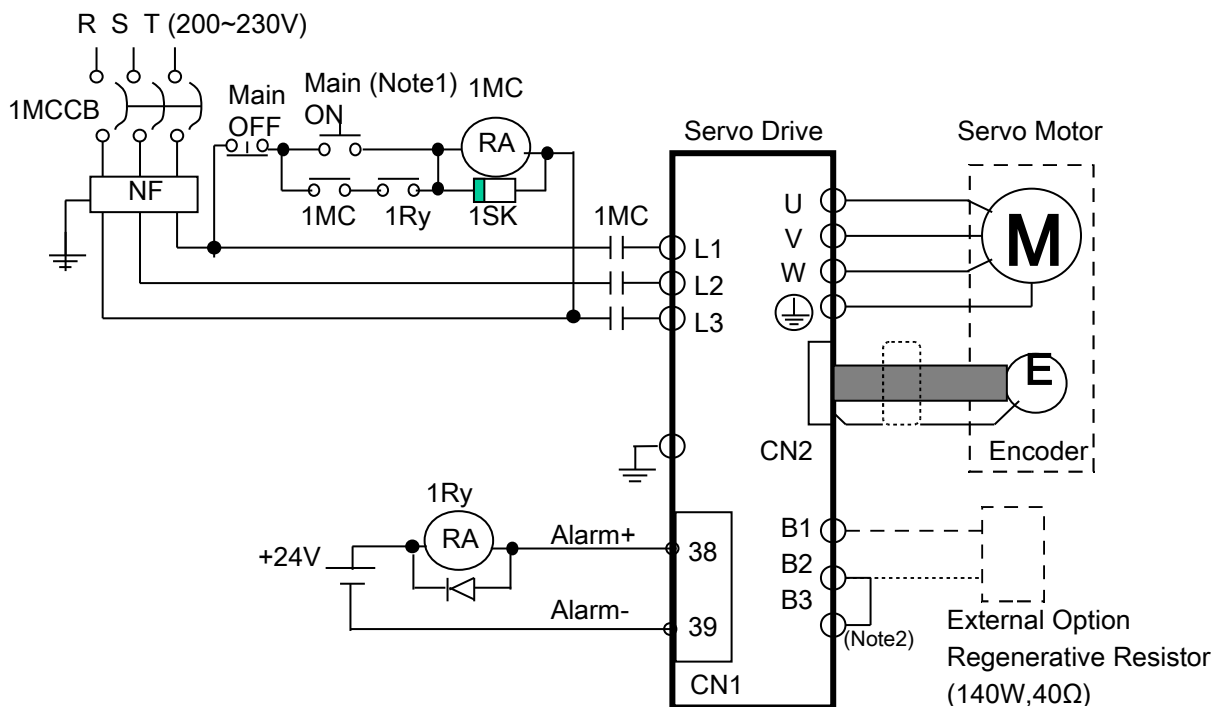 R S T (200~230V)
1MCCB
Main
OFF
Main (Note1)
ON
1MC
RA
NF
1MC
1Ry
1SK
1MC
Servo Drive
Servo Motor
U
V
W
M
L1
L2
L3
E
CN2
Encoder
1Ry
RA
+24V
Alarm+
38
Alarm-
39
CN1
B1
B2
B3
(Note2)
External Option
Regenerative Resistor
(140W,40Ω)